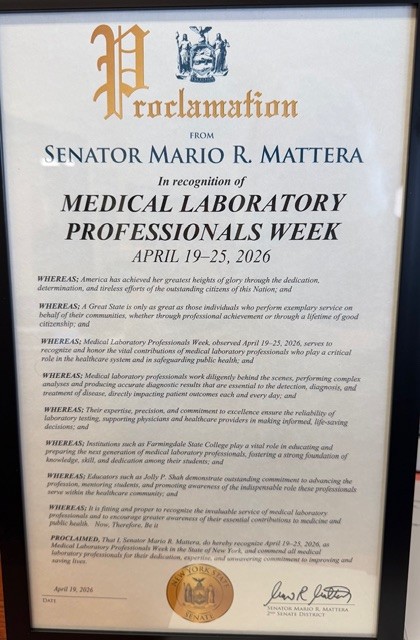 Proclamation
FROM
SENATOR MARIO R. MATTERA
In recognition of
MEDICAL LABORATORY
PROFESSIONALS WEEK
APRIL 19–25, 2026
WHEREAS; America has achieved her greatest heights of glory through the dedication,
determination, and tireless efforts of the outstanding citizens of this Nation; and
WHEREAS; A Great State is only as great as those individuals who perform exemplary service on
behalf of their communities, whether through professional achievement or through a lifetime of good
citizenship; and
WHEREAS; Medical Laboratory Professionals Week, observed April 19–25, 2026, serves to
recognize and honor the vital contributions of medical laboratory professionals who play a critical
role in the healthcare system and in safeguarding public health; and
WHEREAS; Medical laboratory professionals work diligently behind the scenes, performing complex
analyses and producing accurate diagnostic results that are essential to the detection, diagnosis, and
treatment of disease, directly impacting patient outcomes each and every day; and
WHEREAS; Their expertise, precision, and commitment to excellence ensure the reliability of
laboratory testing, supporting physicians and healthcare providers in making informed, life-saving
decisions; and
WHEREAS; Institutions such as Farmingdale State College play a vital role in educating and
preparing the next generation of medical laboratory professionals, fostering a strong foundation of
knowledge, skill, and dedication among their students; and
WHEREAS; Educators such as Jolly P. Shah demonstrate outstanding commitment to advancing the
profession, mentoring students, and promoting awareness of the indispensable role these professionals
serve within the healthcare community; and
WHEREAS; It is fitting and proper to recognize the invaluable service of medical laboratory
professionals and to encourage greater awareness of their essential contributions to medicine and
public health. Now, Therefore, Be it
PROCLAIMED, That I, Senator Mario R. Mattera, do hereby recognize April 19–25, 2026, as
Medical Laboratory Professionals Week in the State of New York, and commend all medical
laboratory professionals for their dedication, expertise, and unwavering commitment to improving and
saving lives.
April 19, 2026
DATE
NEW YORK STATE
SENATE
SENATOR MARIO R. MATTERA
2ND SENATE DISTRICT